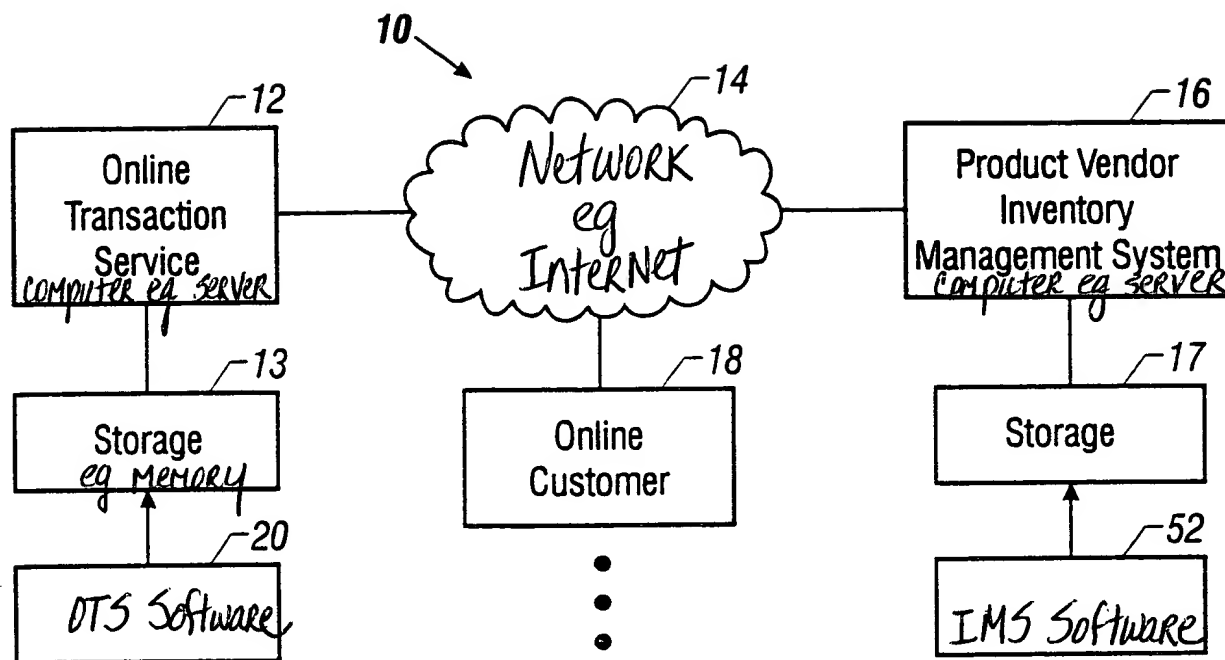 10
12
14
16
Online
Transaction
Service
computer eg server
Network
eg
Internet
Product Vendor
Inventory
Management System
computer eg server
13
18
17
Storage
eg memory
Online
Customer
Storage
20
52
OTS Software
IMS Software